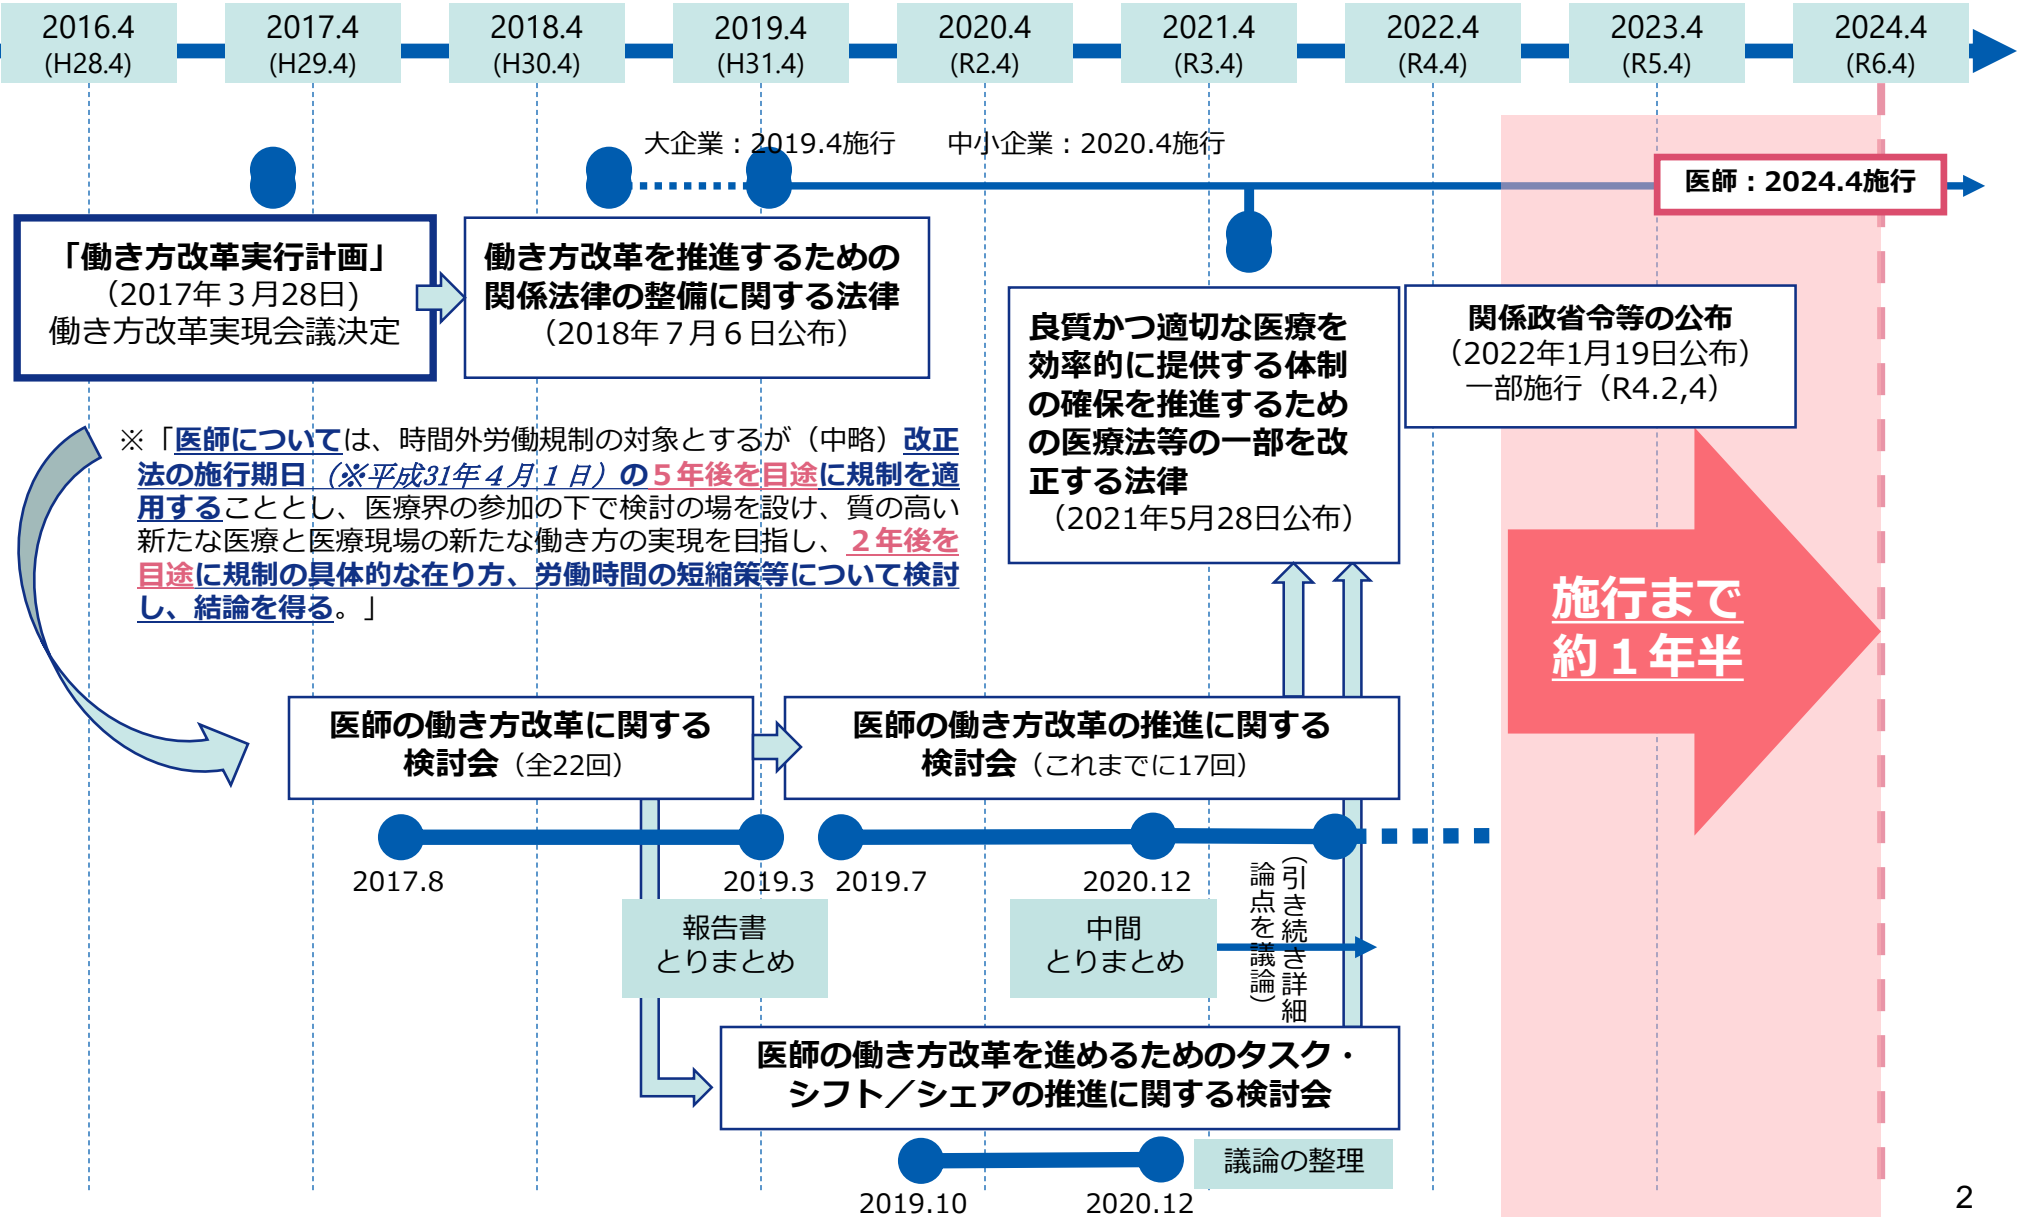 2016.4
(H28.4)
2017.4
(H29.4)
2018.4
(H30.4)
2019.4
(H31.4)
2020.4
(R2.4)
2021.4
(R3.4)
2022.4
(R4.4)
2023.4
(R5.4)
2024.4
(R6.4)
大企業：2019.4施行　　中小企業：2020.4施行
医師：2024.4施行
「働き方改革実行計画」
（2017年３月28日)
働き方改革実現会議決定
働き方改革を推進するための
関係法律の整備に関する法律
（2018年７月６日公布）
良質かつ適切な医療を
効率的に提供する体制
の確保を推進するため
の医療法等の一部を改
正する法律
（2021年5月28日公布）
関係政省令等の公布
（2022年1月19日公布）
一部施行（R4.2,4）
※「医師については、時間外労働規制の対象とするが（中略）改正
法の施行期日（※平成31年４月１日）の５年後を目途に規制を適
用することとし、医療界の参加の下で検討の場を設け、質の高い
新たな医療と医療現場の新たな働き方の実現を目指し、２年後を
目途に規制の具体的な在り方、労働時間の短縮策等について検討
し、結論を得る。」
施行まで
約１年半
医師の働き方改革に関する
検討会（全22回）
医師の働き方改革の推進に関する
検討会（これまでに17回）
2017.8
2019.3
2019.7
2020.12
報告書
とりまとめ
中間
とりまとめ
（引き続き詳細
論点を議論）
医師の働き方改革を進めるためのタスク・
シフト／シェアの推進に関する検討会
議論の整理
2019.10
2020.12
2